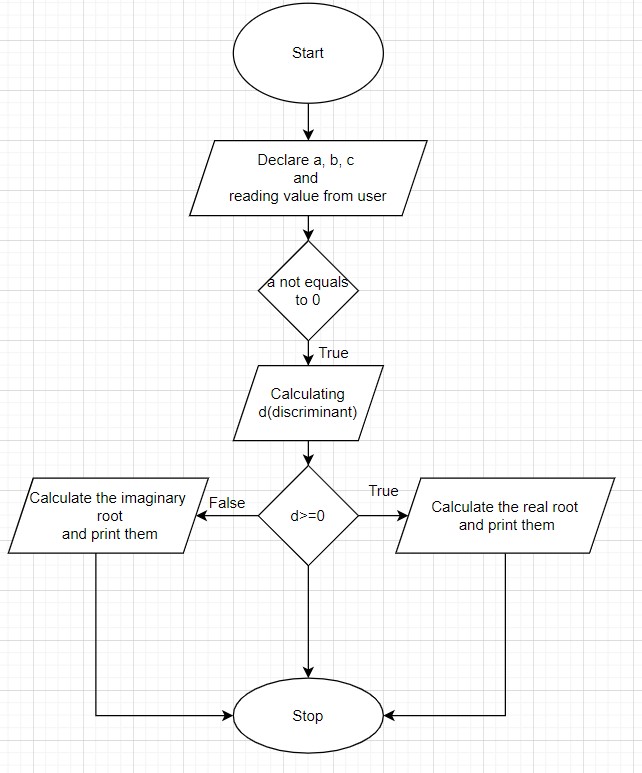 Start
Declare a, b, c
and
reading value from user
a not equals
to 0
True
Calculating
d(discriminant)
False
d>=0
True
Calculate the imaginary
root
and print them
Calculate the real root
and print them
Stop